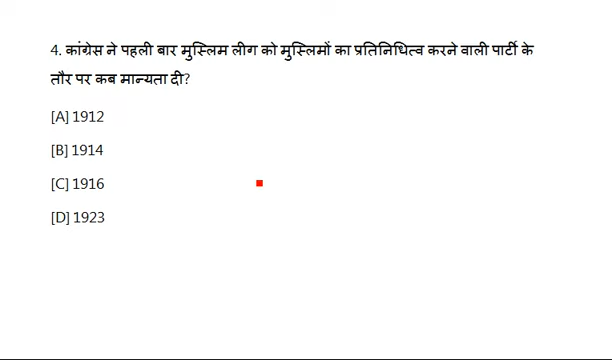 4. कांग्रेस ने पहली बार मुस्लिम लीग को मुस्लिमों का प्रतिनिधित्व करने वाली पार्टी के
तौर पर कब मान्यता दी?
[A] 1912
[B] 1914
[C] 1916
[D] 1923